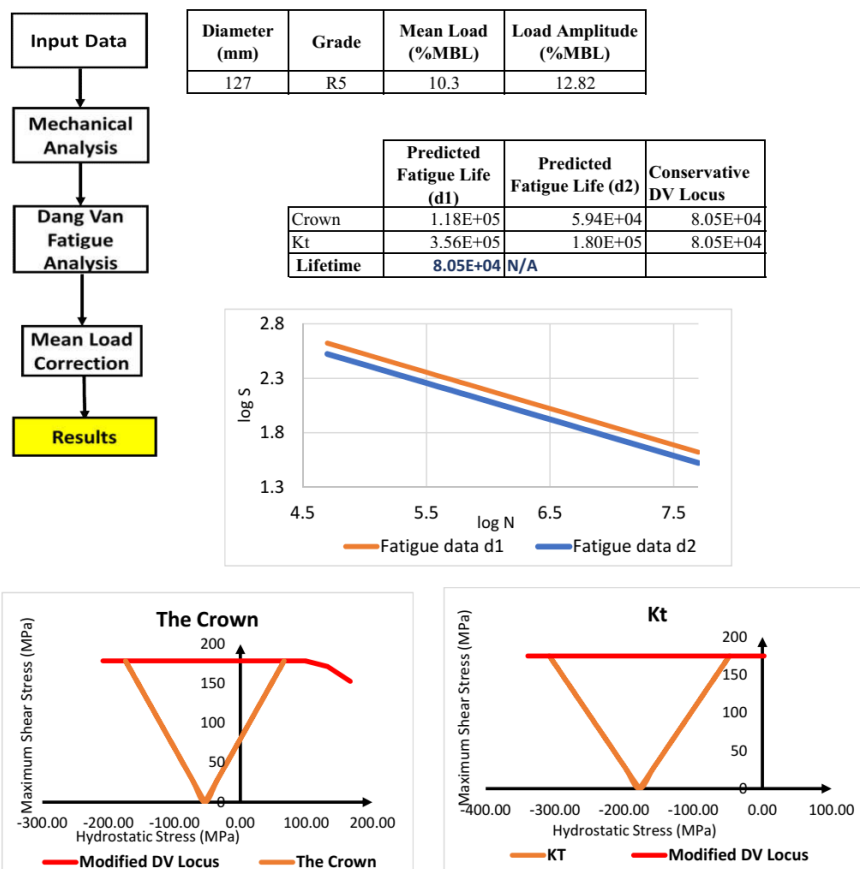 Input Data
Mechanical
Analysis
Dang Van
Fatigue
Analysis
Mean Load
Correction
Results
Diameter
(mm)
Grade
Mean Load
(%MBL)
Load Amplitude
(%MBL)
127 R5 10.3 12.82
Predicted
Fatigue Life
(d1)
Predicted
Fatigue Life (d2)
Conservative
DV Locus
Crown 1.18E+05 5.94E+04 8.05E+04
Kt 3.56E+05 1.80E+05 8.05E+04
Lifetime 8.05E+04 N/A
2.8
2.3
1.8
1.3
log S
4.5 5.5 6.5 7.5
log N
Fatigue data d1 Fatigue data d2
The Crown
Maximum Shear Stress (MPa)
200
150
100
50
0
-300.00 -200.00 -100.00 0.00 100.00 200.00
Hydrostatic Stress (MPa)
Modified DV Locus The Crown
Kt
Maximum Shear Stress (MPa)
200
150
100
50
0
-400.00 -300.00 -200.00 -100.00 0.00 100.00
Hydrostatic Stress (MPa)
KT Modified DV Locus